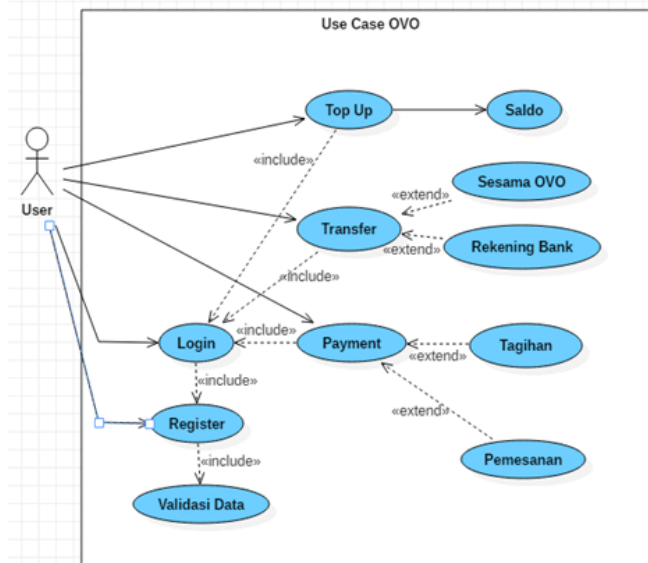 Use Case OVO
Top Up
Saldo
«include»
Sesama OVO
«extend»
User
Transfer
Rekening Bank
«extend»
«include»
Login
«include»
Payment
Tagihan
«extend»
«include»
«extend»
Register
Pemesanan
«include»
Validasi Data